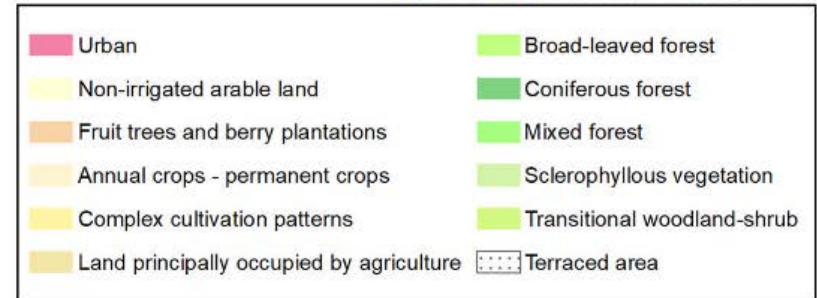 Urban
Non-irrigated arable land
Fruit trees and berry plantations
Annual crops - permanent crops
Complex cultivation patterns
Land principally occupied by agriculture
Broad-leaved forest
Coniferous forest
Mixed forest
Sclerophyllous vegetation
Transitional woodland-shrub
Terraced area